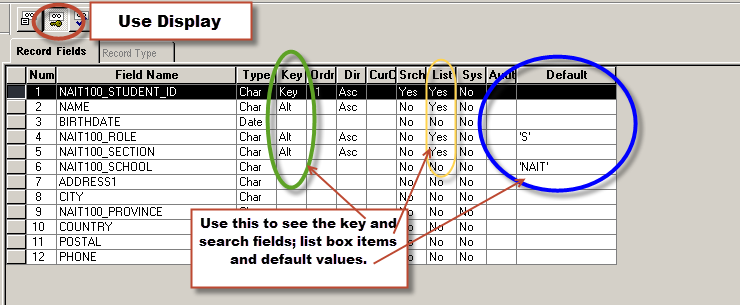 Use Display
Record Fields Record Type
Num Field Name Type Key Ordr Dir CurC Srch List Sys Audt Default
1 NAIT100_STUDENT_ID Char Key 1 Asc Yes Yes No
2 NAME Char Alt Asc No Yes No
3 BIRTHDATE Date No No No
4 NAIT100_ROLE Char Alt Asc No Yes No 'S'
5 NAIT100_SECTION Char Alt Asc No Yes No
6 NAIT100_SCHOOL Char No No No 'NAIT'
7 ADDRESS1 Char No No No
8 CITY Char No No No
9 NAIT100_PROVINCE No No
10 COUNTRY No No
11 POSTAL No No
12 PHONE No No
Use this to see the key and
search fields; list box items
and default values.